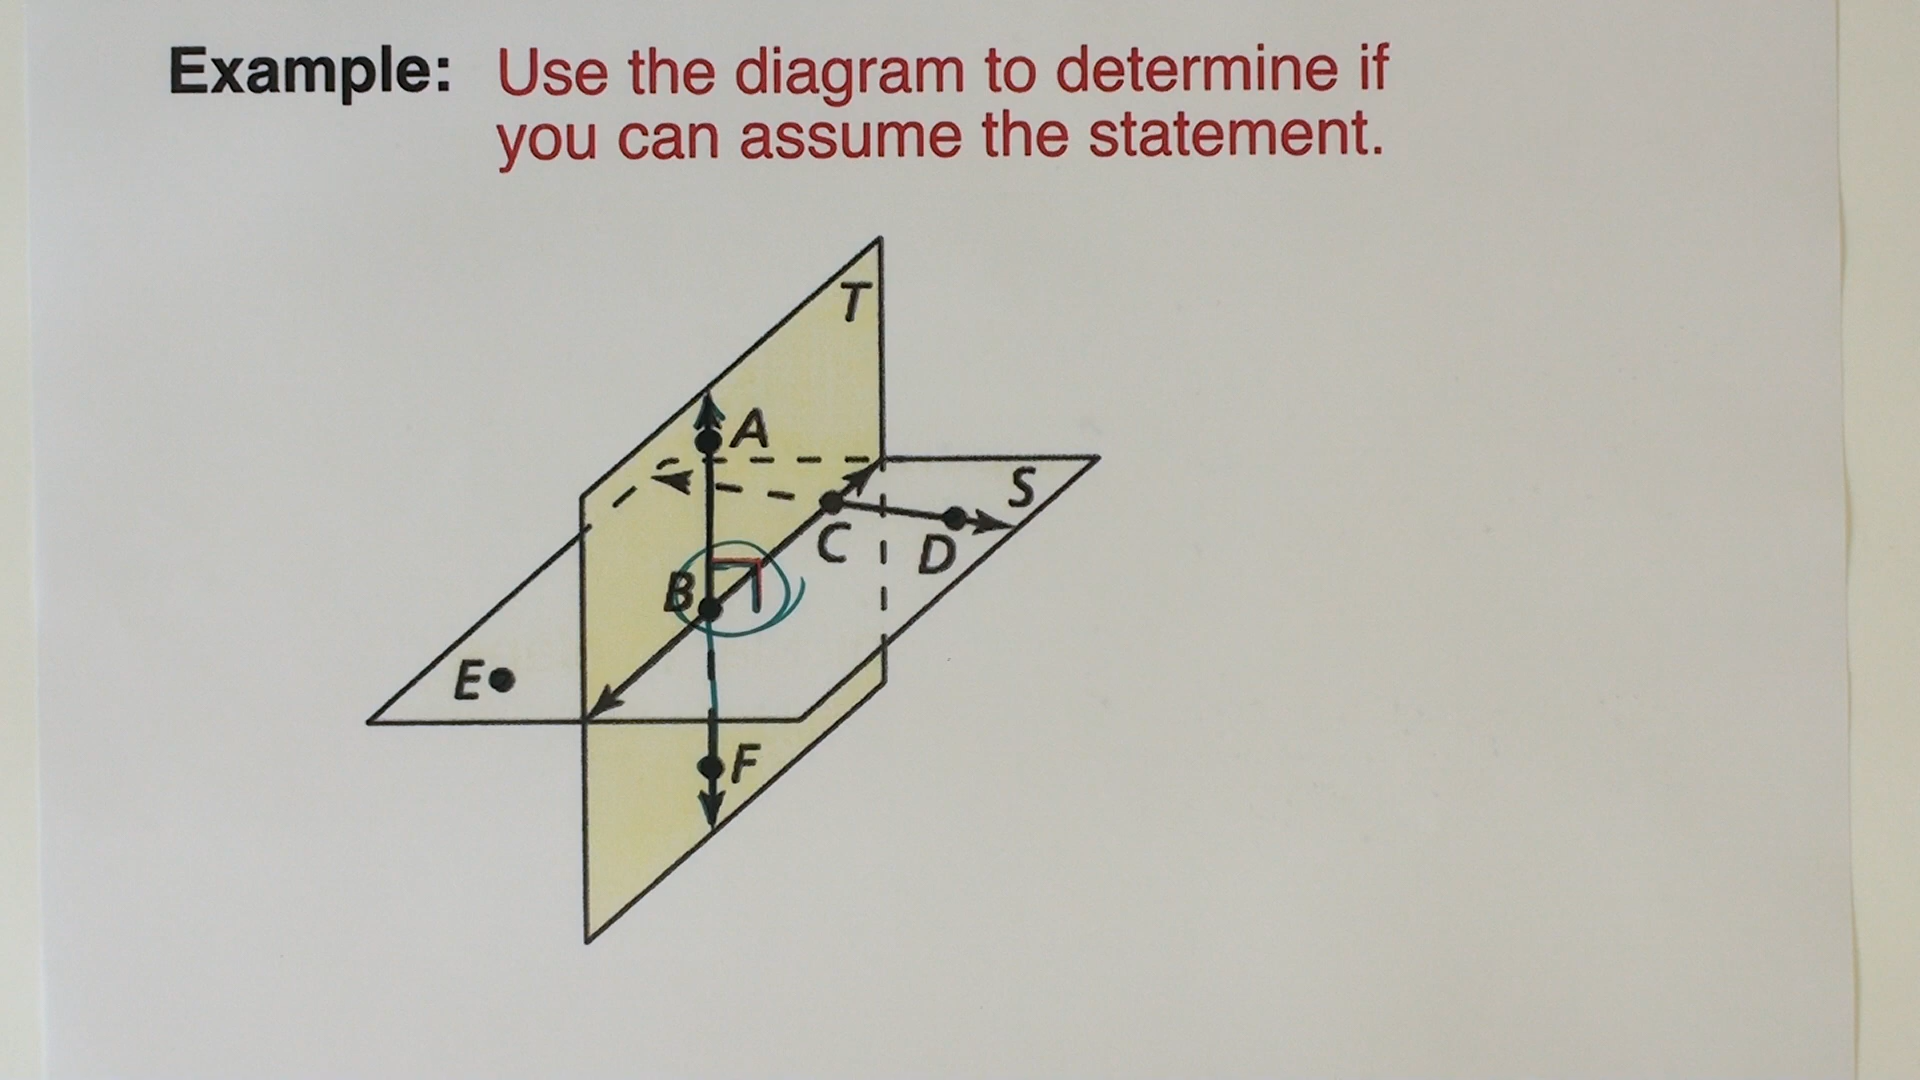 Example: Use the diagram to determine if
you can assume the statement.
T
A
S
C
D
B
E
F